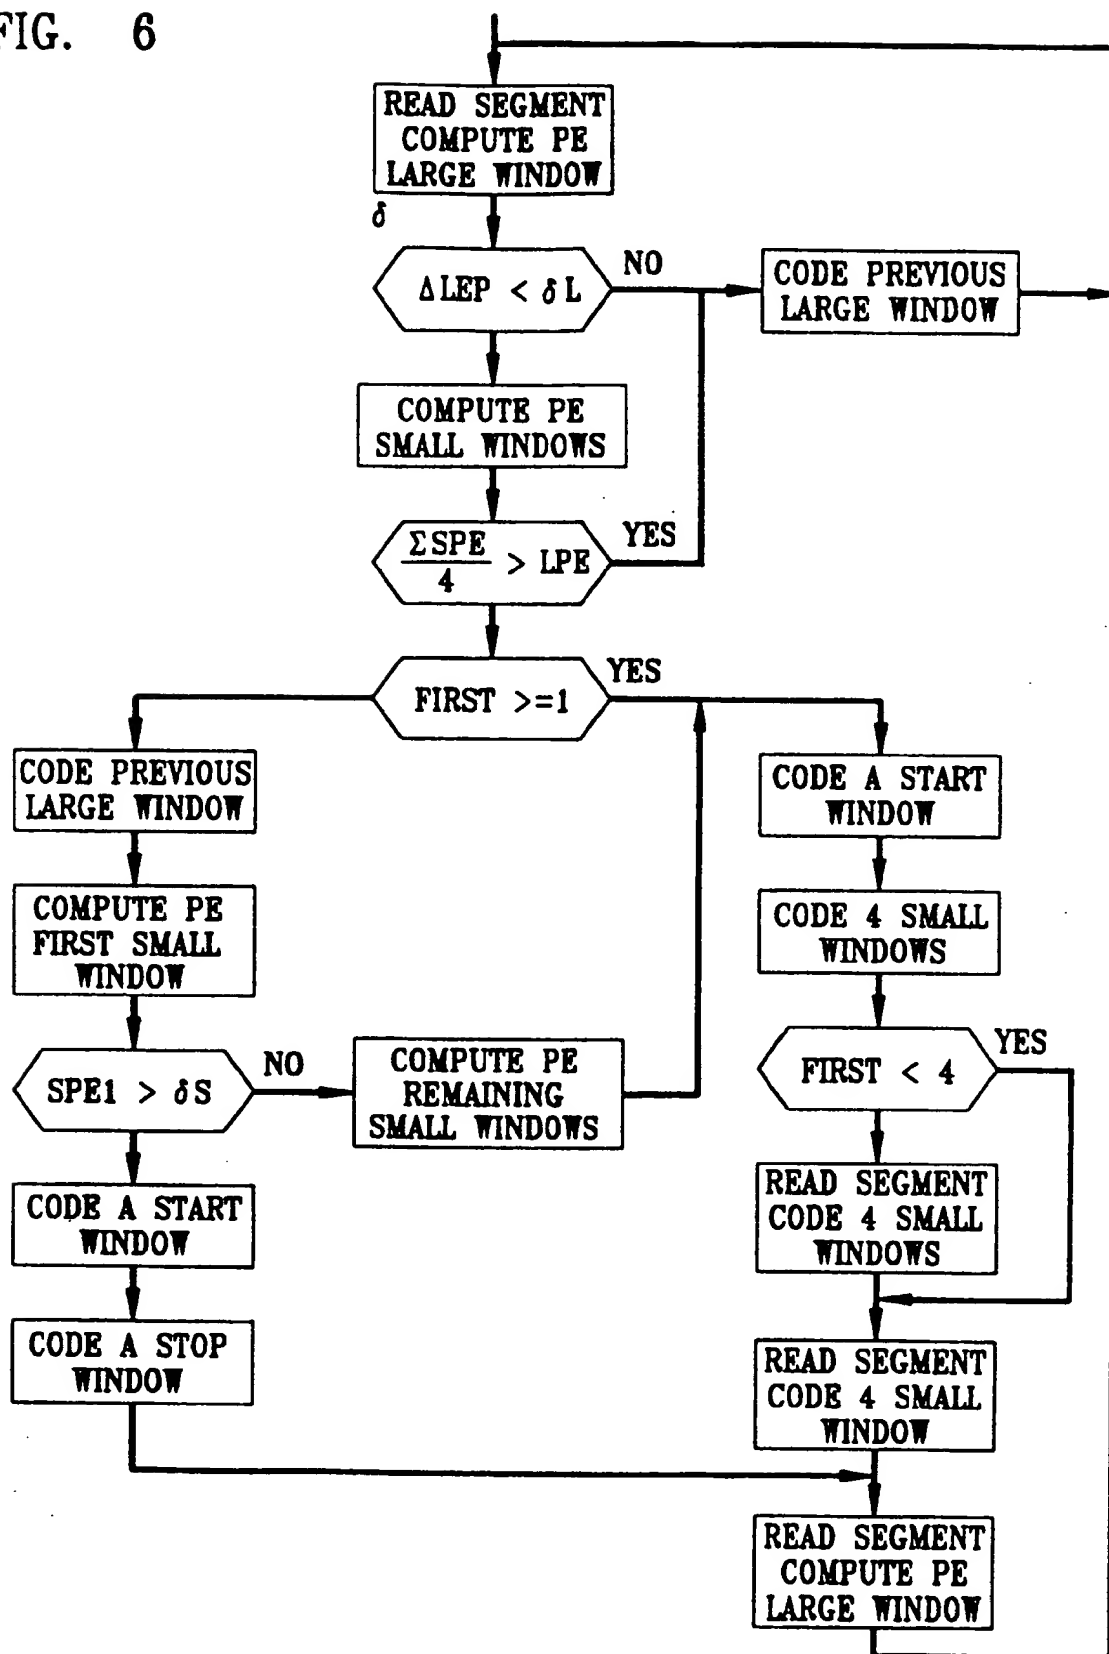 FIG. 6
READ SEGMENT
COMPUTE PE
LARGE WINDOW
δ
ΔLEP < δL
NO
CODE PREVIOUS
LARGE WINDOW
COMPUTE PE
SMALL WINDOWS
ΣSPE
4
> LPE
YES
FIRST >=1
YES
CODE PREVIOUS
LARGE WINDOW
CODE A START
WINDOW
COMPUTE PE
FIRST SMALL
WINDOW
CODE 4 SMALL
WINDOWS
SPE1 > δS
NO
COMPUTE PE
REMAINING
SMALL WINDOWS
FIRST < 4
YES
CODE A START
WINDOW
READ SEGMENT
CODE 4 SMALL
WINDOWS
CODE A STOP
WINDOW
READ SEGMENT
CODE 4 SMALL
WINDOW
READ SEGMENT
COMPUTE PE
LARGE WINDOW